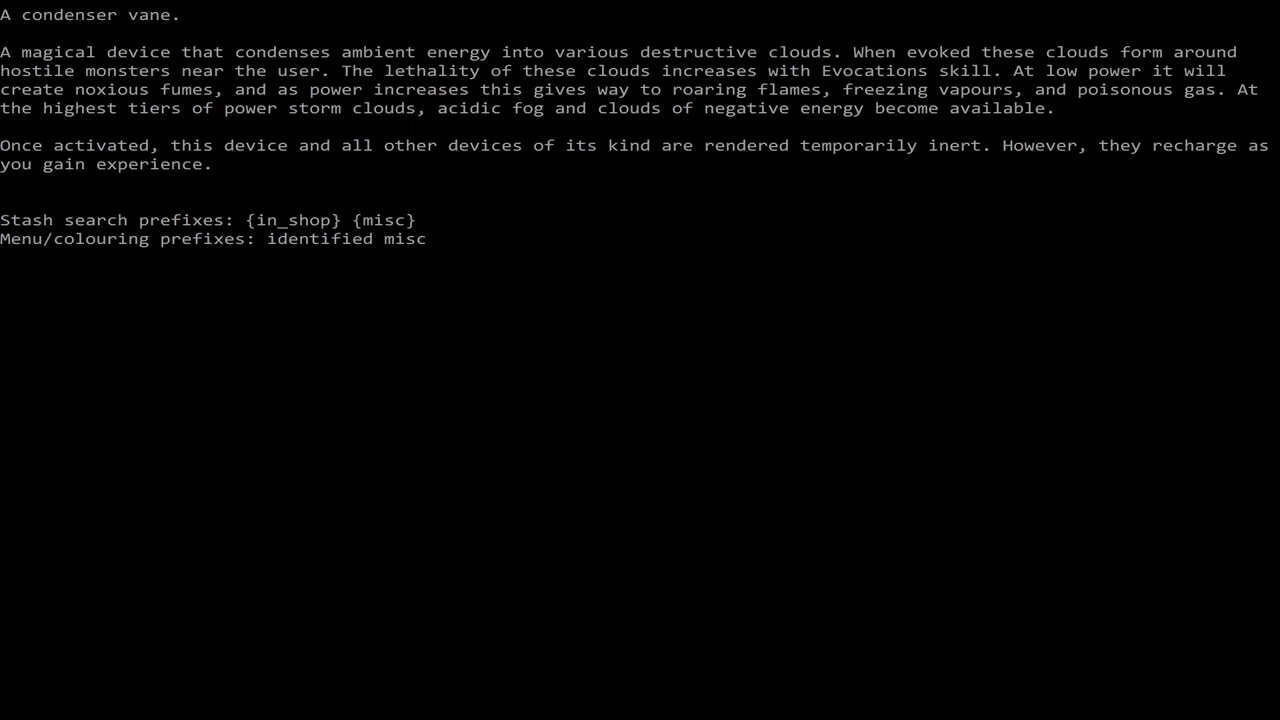 A condenser vane.
A magical device that condenses ambient energy into various destructive clouds. When evoked these clouds form around
hostile monsters near the user. The lethality of these clouds increases with Evocations skill. At low power it will
create noxious fumes, and as power increases this gives way to roaring flames, freezing vapours, and poisonous gas. At
the highest tiers of power storm clouds, acidic fog and clouds of negative energy become available.
Once activated, this device and all other devices of its kind are rendered temporarily inert. However, they recharge as
you gain experience.
Stash search prefixes: {in_shop} {misc}
Menu/colouring prefixes: identified misc